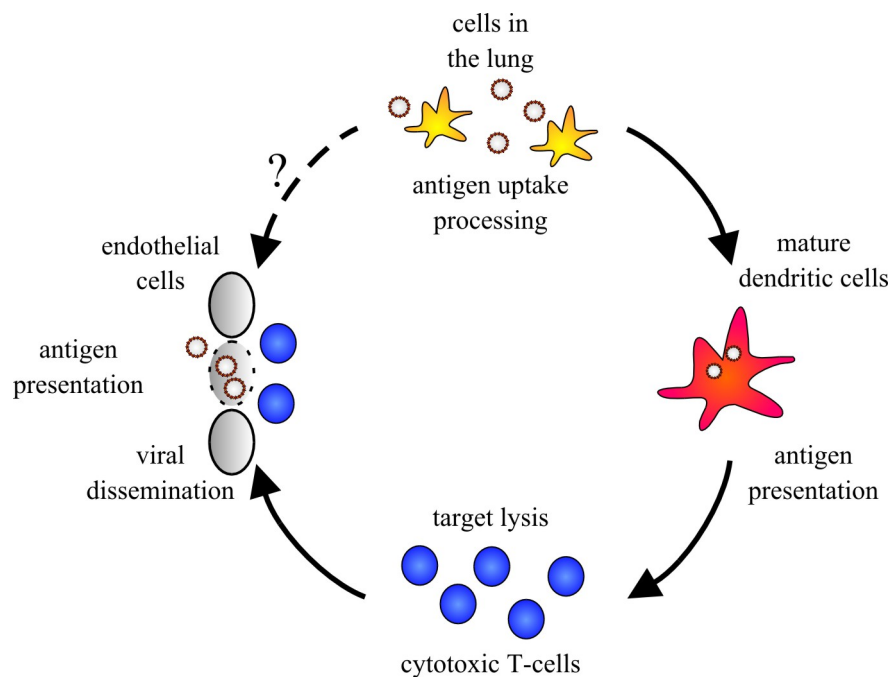 cells in
the lung
antigen uptake
processing
?
endothelial
cells
mature
dendritic cells
antigen
presentation
viral
dissemination
antigen
presentation
target lysis
cytotoxic T-cells